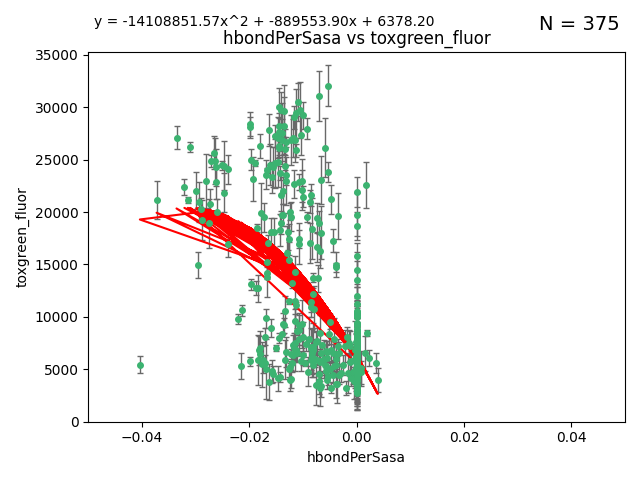 y = -14108851.57x^2 + -889553.90x + 6378.20
N = 375
hbondPerSasa vs toxgreen_fluor
35000
30000
25000
20000
15000
10000
5000
0
toxgreen_fluor
−0.04
−0.02
0.00
0.02
0.04
hbondPerSasa